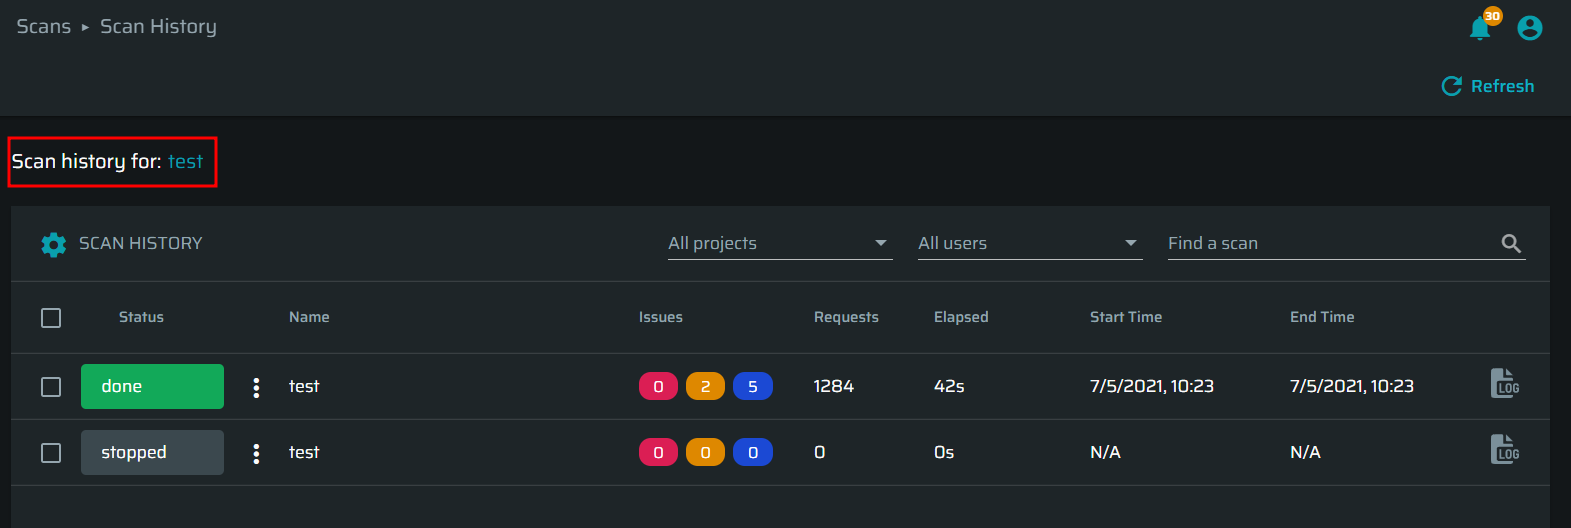 Scans ▸ Scan History
30
Refresh
Scan history for: test
SCAN HISTORY All projects All users Find a scan
Status Name Issues Requests Elapsed Start Time End Time
done test 0 2 5 1284 42s 7/5/2021, 10:23 7/5/2021, 10:23 LOG
stopped test 0 0 0 0 0s N/A N/A LOG